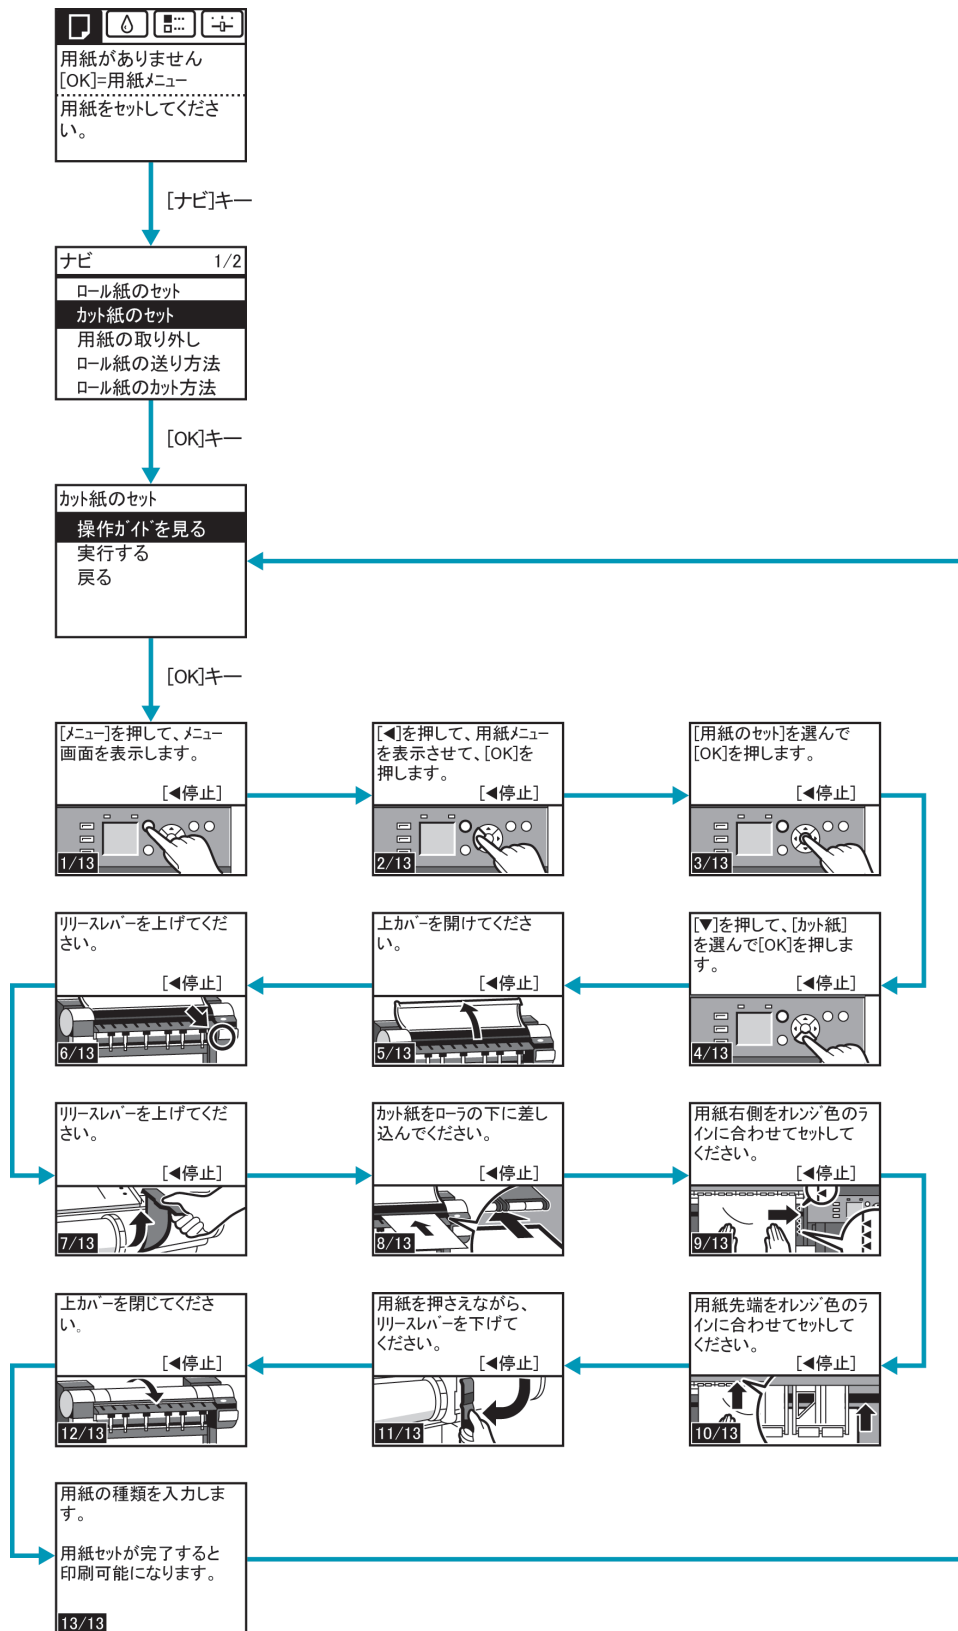 用紙がありません
[OK]=用紙ﾒﾆｭｰ
用紙をｾｯﾄしてくださ
い。
[ナビ]キー
ナビ 1/2
ﾛｰﾙ紙のｾｯﾄ
ｶｯﾄ紙のｾｯﾄ
用紙の取り外し
ﾛｰﾙ紙の送り方法
ﾛｰﾙ紙のｶｯﾄ方法
[OK]キー
ｶｯﾄ紙のｾｯﾄ
操作ｶﾞｲﾄﾞを見る
実行する
戻る
[OK]キー
[ﾒﾆｭｰ]を押して、ﾒﾆｭｰ
画面を表示します。
[◀停止]
1/13
[◀]を押して、用紙ﾒﾆｭｰ
を表示させて、[OK]を
押します。
[◀停止]
2/13
[用紙のｾｯﾄ]を選んで
[OK]を押します。
[◀停止]
3/13
[▼]を押して、[ｶｯﾄ紙]
を選んで[OK]を押しま
す。
[◀停止]
4/13
上ｶﾊﾞｰを開けてくださ
い。
[◀停止]
5/13
ﾘﾘｰｽﾚﾊﾞｰを上げてくだ
さい。
[◀停止]
6/13
ﾘﾘｰｽﾚﾊﾞｰを上げてくだ
さい。
[◀停止]
7/13
ｶｯﾄ紙をﾛｰﾗの下に差し
込んでください。
[◀停止]
8/13
用紙右側をｵﾚﾝｼﾞ色のﾗ
ｲﾝに合わせてｾｯﾄして
ください。
[◀停止]
9/13
用紙先端をｵﾚﾝｼﾞ色のﾗ
ｲﾝに合わせてｾｯﾄして
ください。
[◀停止]
10/13
用紙を押さえながら、
ﾘﾘｰｽﾚﾊﾞｰを下げて
ください。
[◀停止]
11/13
上ｶﾊﾞｰを閉じてくださ
い。
[◀停止]
12/13
用紙の種類を入力しま
す。
用紙ｾｯﾄが完了すると
印刷可能になります。
13/13